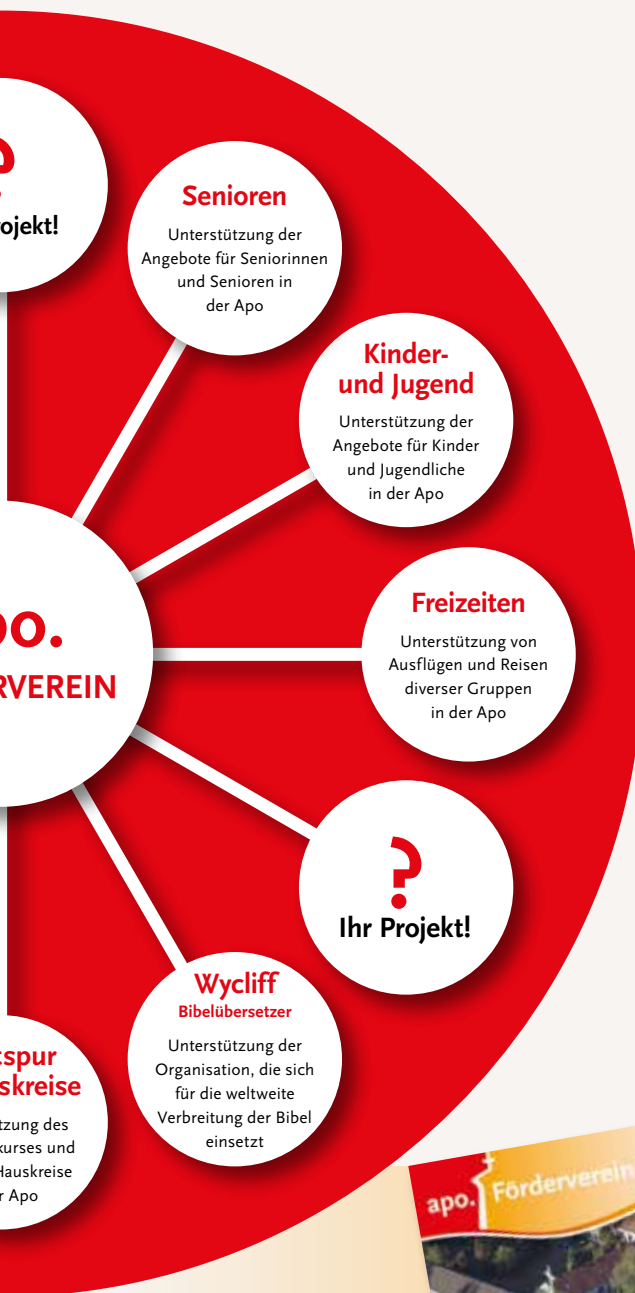 ?
ojekt!
Senioren
Unterstützung der
Angebote für Seniorinnen
und Senioren in
der Apo
Kinder-
und Jugend
Unterstützung der
Angebote für Kinder
und Jugendliche
in der Apo
Freizeiten
Unterstützung von
Ausflügen und Reisen
diverser Gruppen
in der Apo
o.
RVEREIN
?
Ihr Projekt!
Wycliff
Bibelübersetzer
Unterstützung der
Organisation, die sich
für die weltweite
Verbreitung der Bibel
einsetzt
spur
skreise
tzung des
kurses und
Hauskreise
r Apo
apo. Förderverein